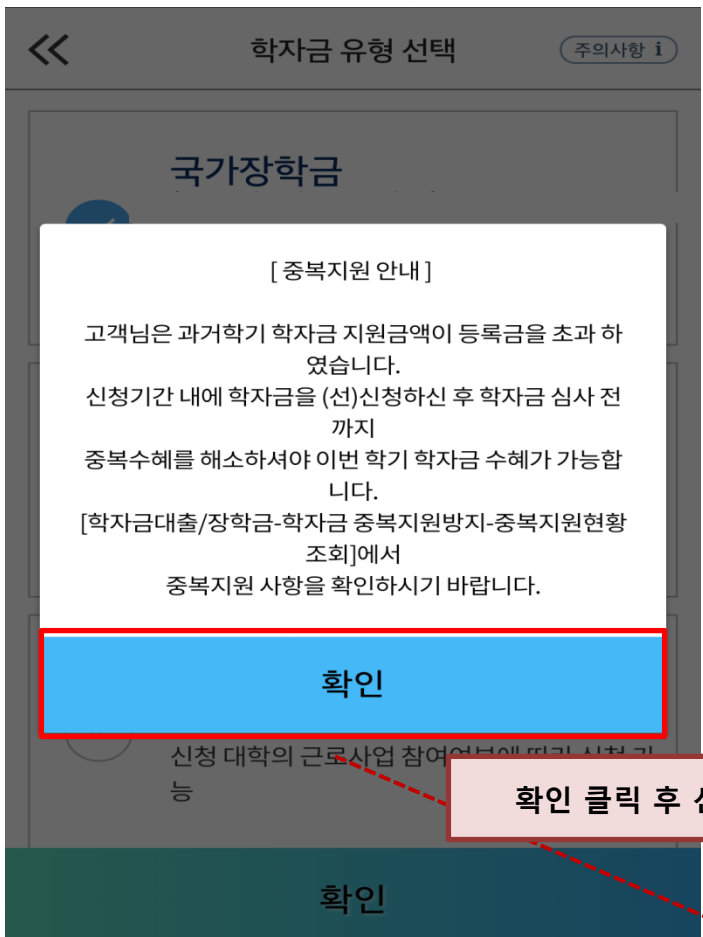 학자금 유형 선택
주의사항 i
국가장학금
[ 중복지원 안내 ]
고객님은 과거학기 학자금 지원금액이 등록금을 초과 하
였습니다.
신청기간 내에 학자금을 (선)신청하신 후 학자금 심사 전
까지
중복수혜를 해소하셔야 이번 학기 학자금 수혜가 가능합
니다.
[학자금대출/장학금-학자금 중복지원방지-중복지원현황
조회]에서
중복지원 사항을 확인하시기 바랍니다.
확인
신청 대학의 근로사업 참여여부에 따라 신청 가
능
확인 클릭 후
확인